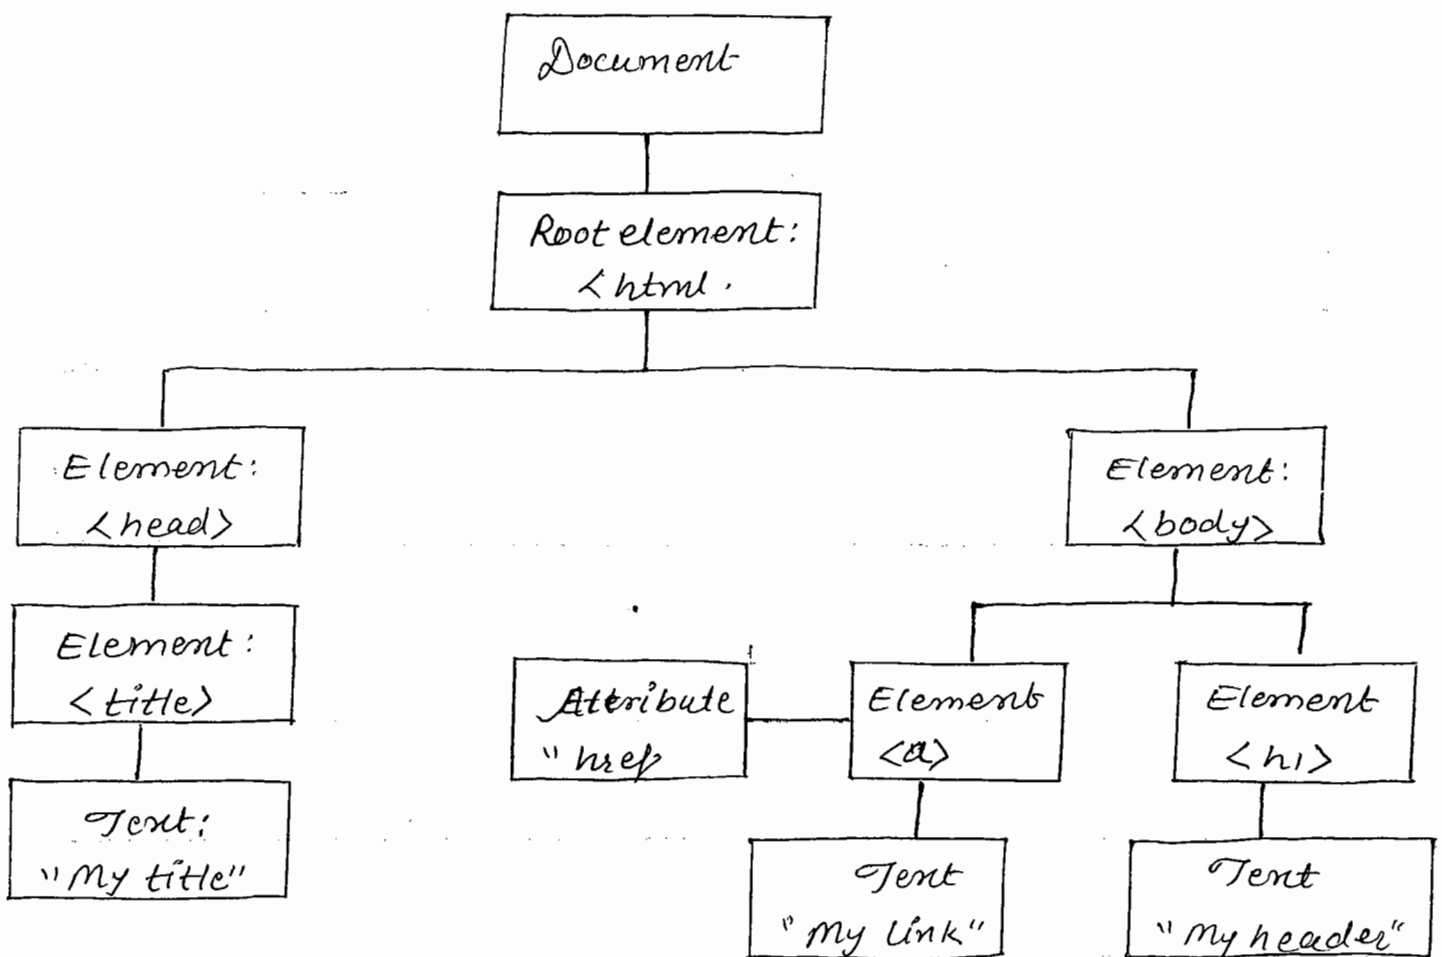 Document
Root element:
<html.
Element:
<head>
Element:
<body>
Element:
<title>
Attribute
"href
Element
<a>
Element
<h1>
Text:
"My title"
Text
"My Link"
Text
"My header"